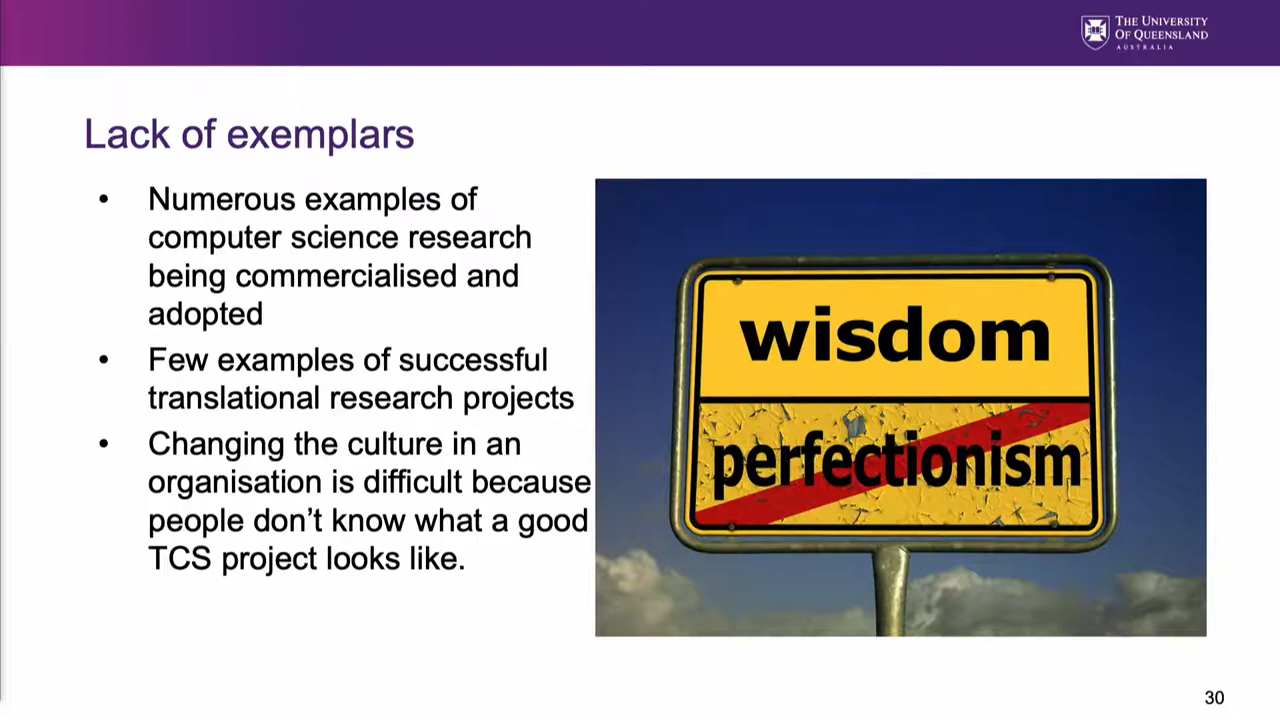 THE UNIVERSITY
OF QUEENSLAND
AUSTRALIA
Lack of exemplars
• Numerous examples of
computer science research
being commercialised and
adopted
• Few examples of successful
translational research projects
• Changing the culture in an
organisation is difficult because
people don’t know what a good
TCS project looks like.
wisdom
perfectionism
30